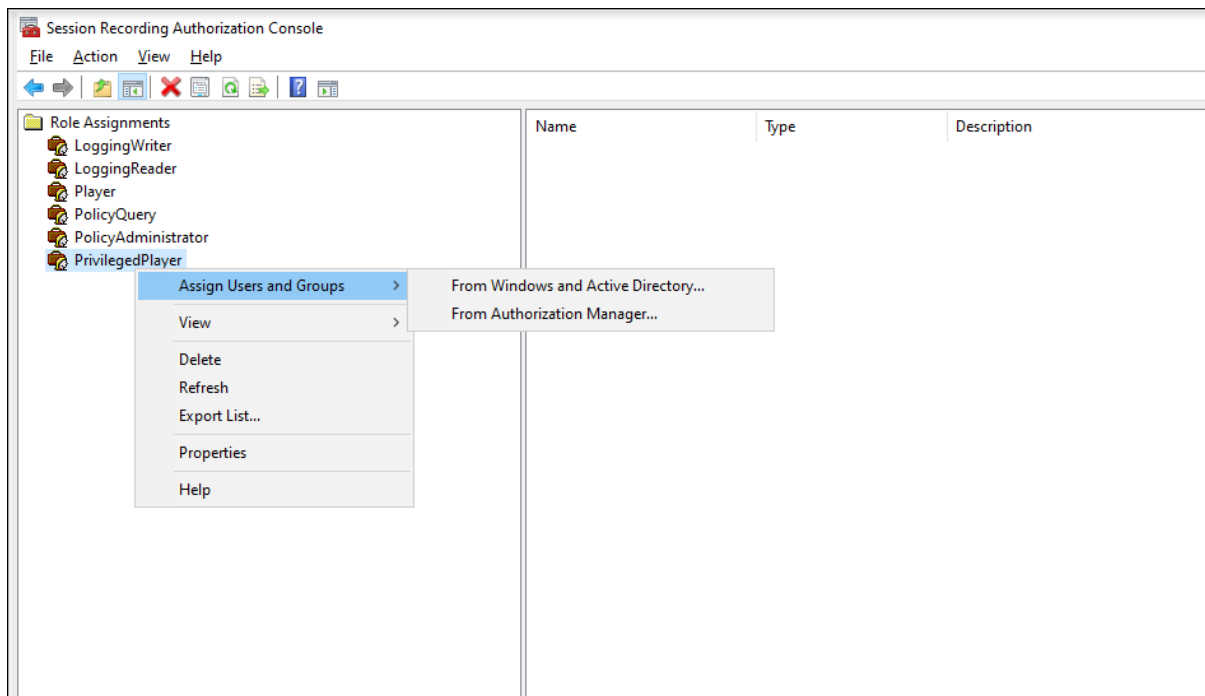 Session Recording Authorization Console
File Action View Help
Role Assignments
LoggingWriter
LoggingReader
Player
PolicyQuery
PolicyAdministrator
PrivilegedPlayer
Name Type Description
Assign Users and Groups
View
Delete
Refresh
Export List...
Properties
Help
From Windows and Active Directory...
From Authorization Manager...